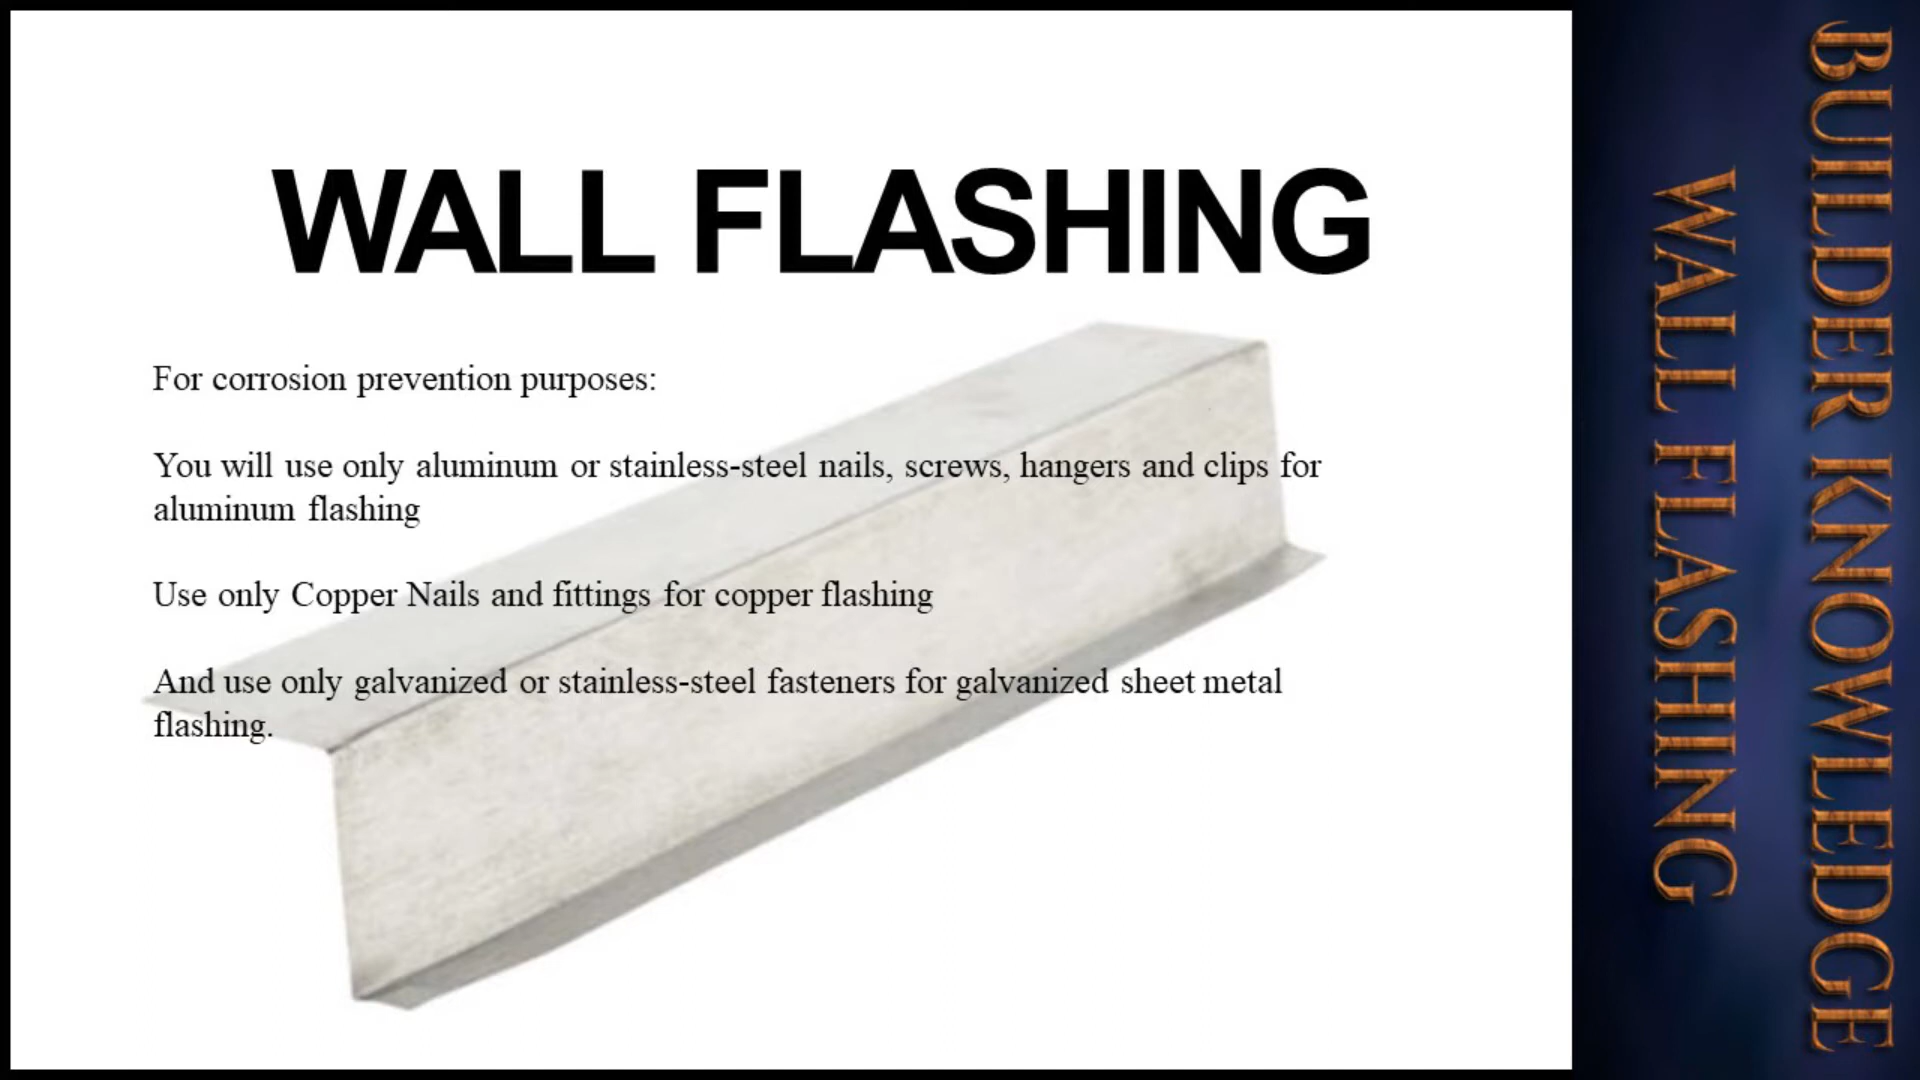 WALL FLASHING
For corrosion prevention purposes:
You will use only aluminum or stainless-steel nails, screws, hangers and clips for
aluminum flashing
Use only Copper Nails and fittings for copper flashing
And use only galvanized or stainless-steel fasteners for galvanized sheet metal
flashing.
BUILDER KNOWLEDGE
WALL FLASHING